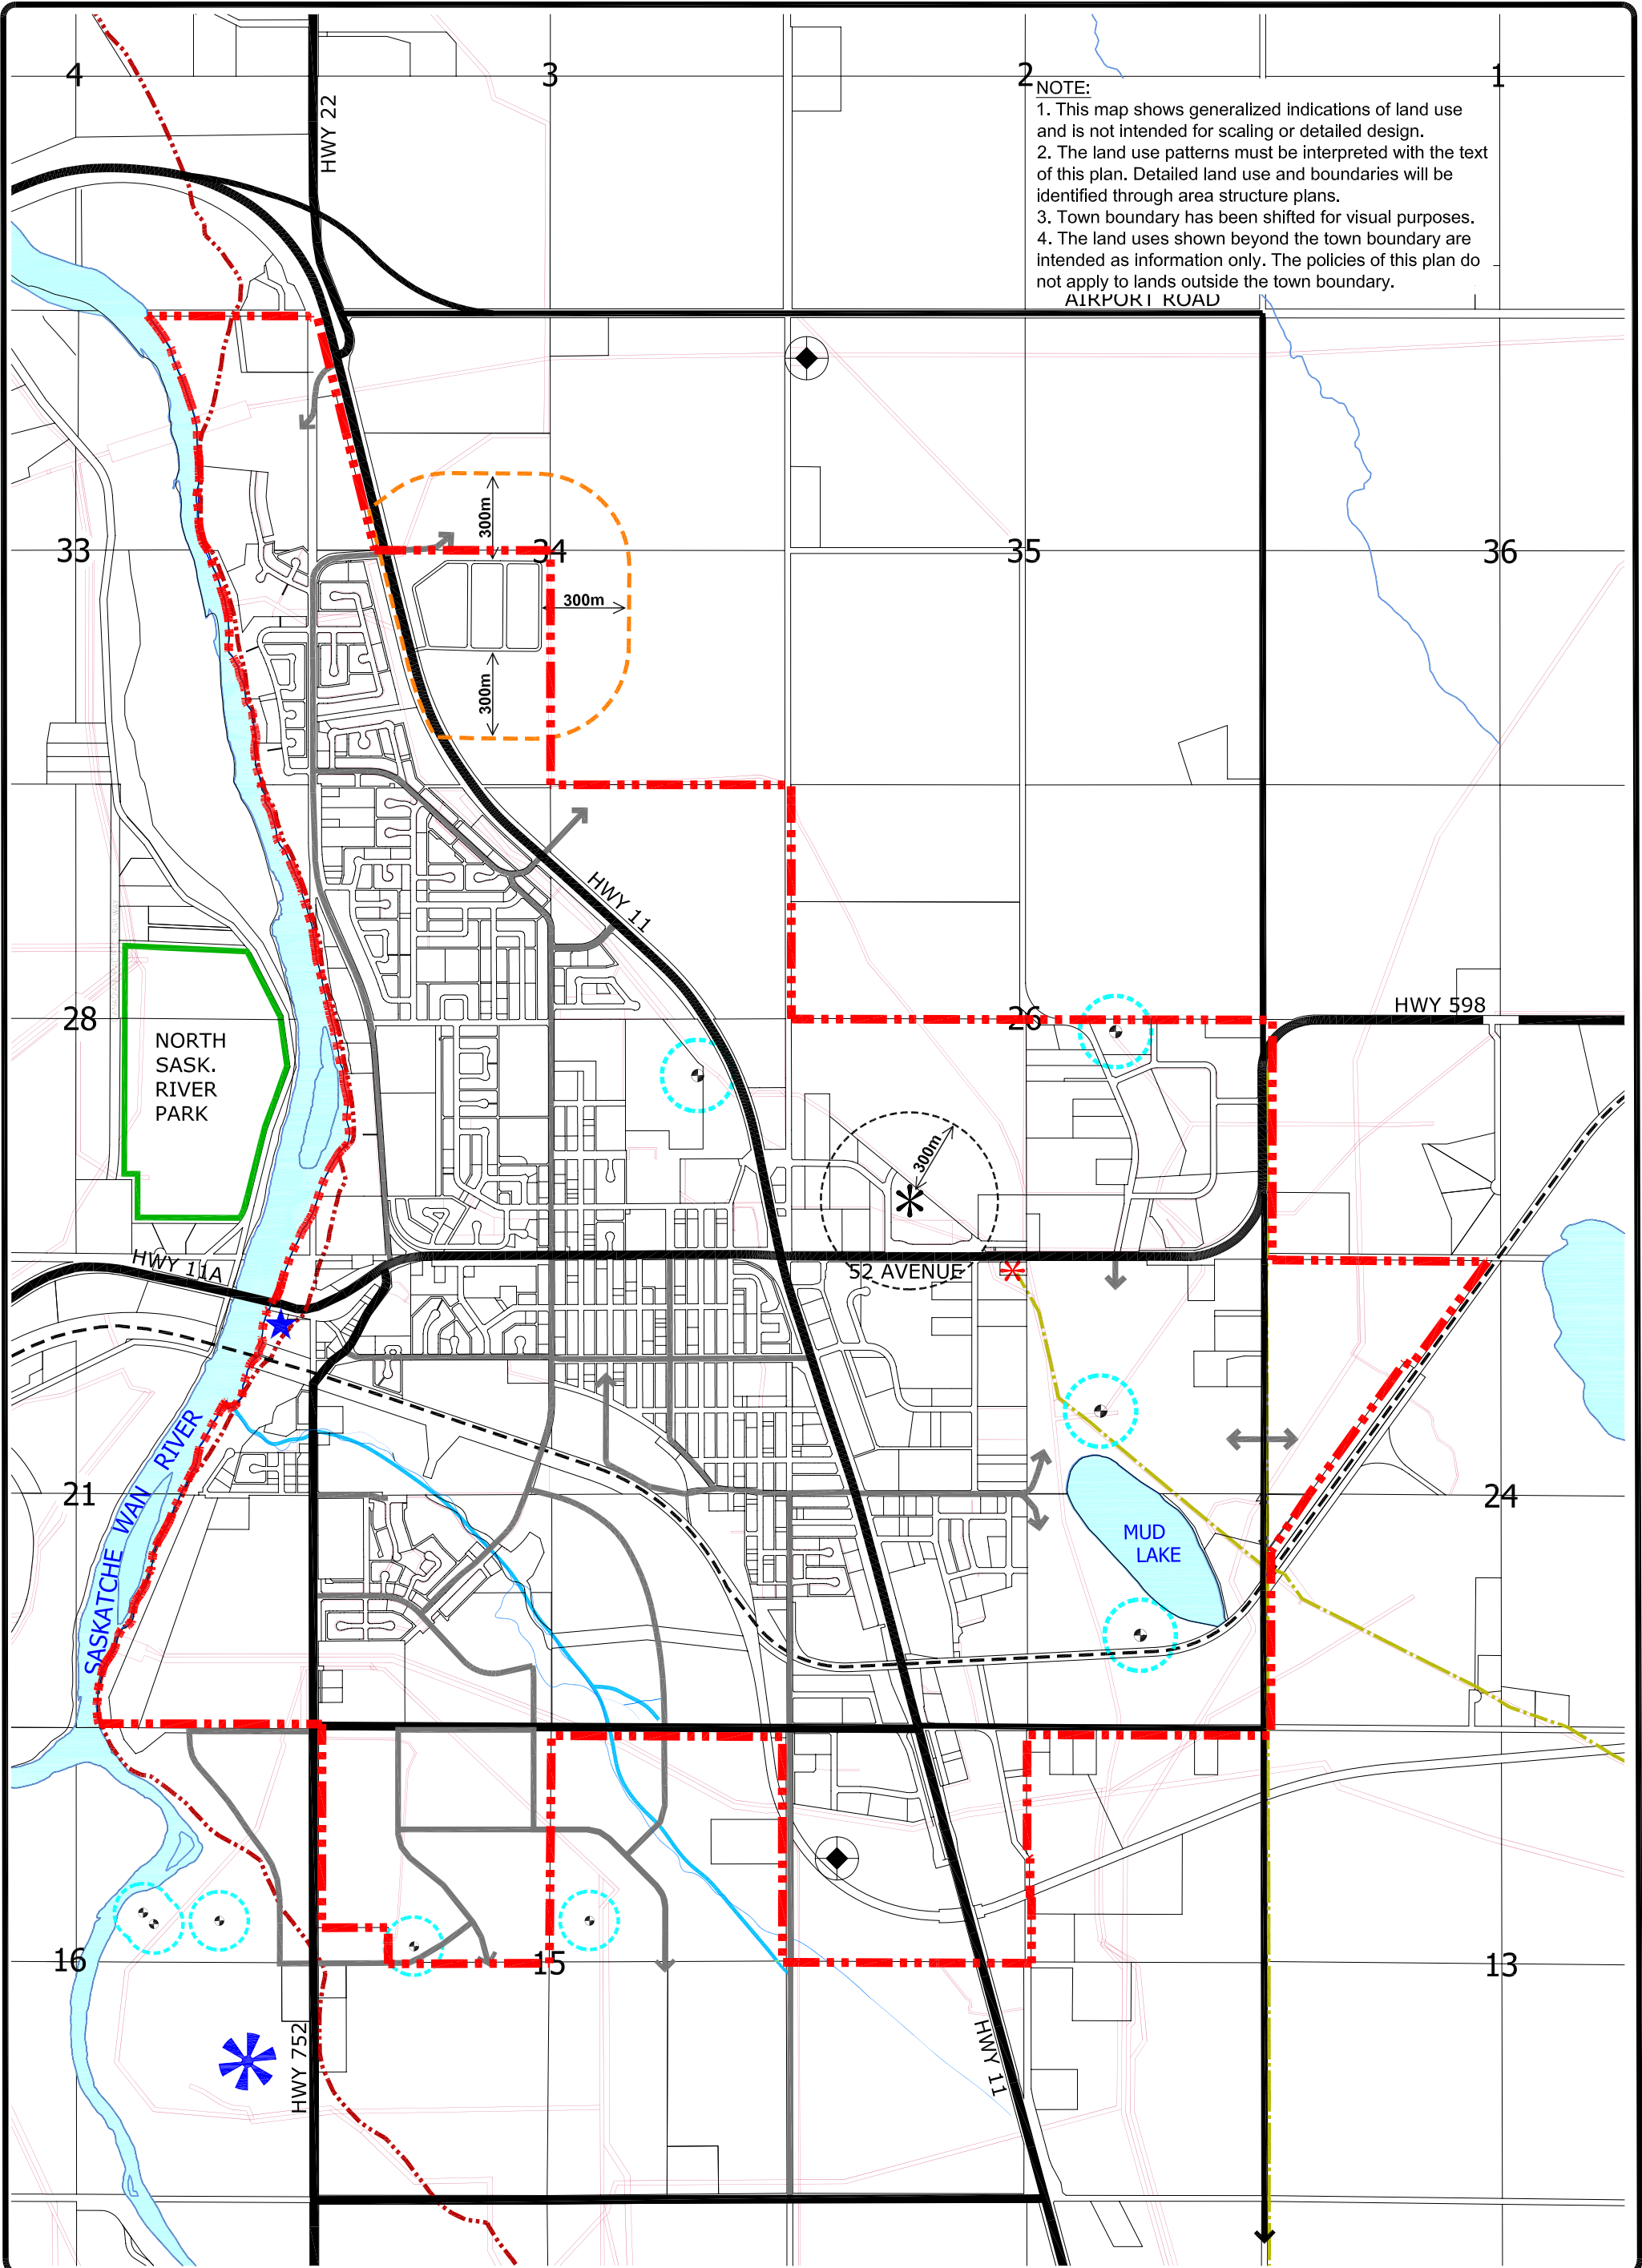 4
3
2
1
HWY 22
NOTE:
1. This map shows generalized indications of land use
and is not intended for scaling or detailed design.
2. The land use patterns must be interpreted with the text
of this plan. Detailed land use and boundaries will be
identified through area structure plans.
3. Town boundary has been shifted for visual purposes.
4. The land uses shown beyond the town boundary are
intended as information only. The policies of this plan do
not apply to lands outside the town boundary.
AIRPORT ROAD
300m
33
34
35
36
300m
300m
HWY 11
HWY 598
28
26
NORTH
SASK.
RIVER
PARK
300m
HWY 11A
52 AVENUE
SASKATCHE WAN RIVER
21
24
MUD
LAKE
16
15
13
HWY 752
HWY 11